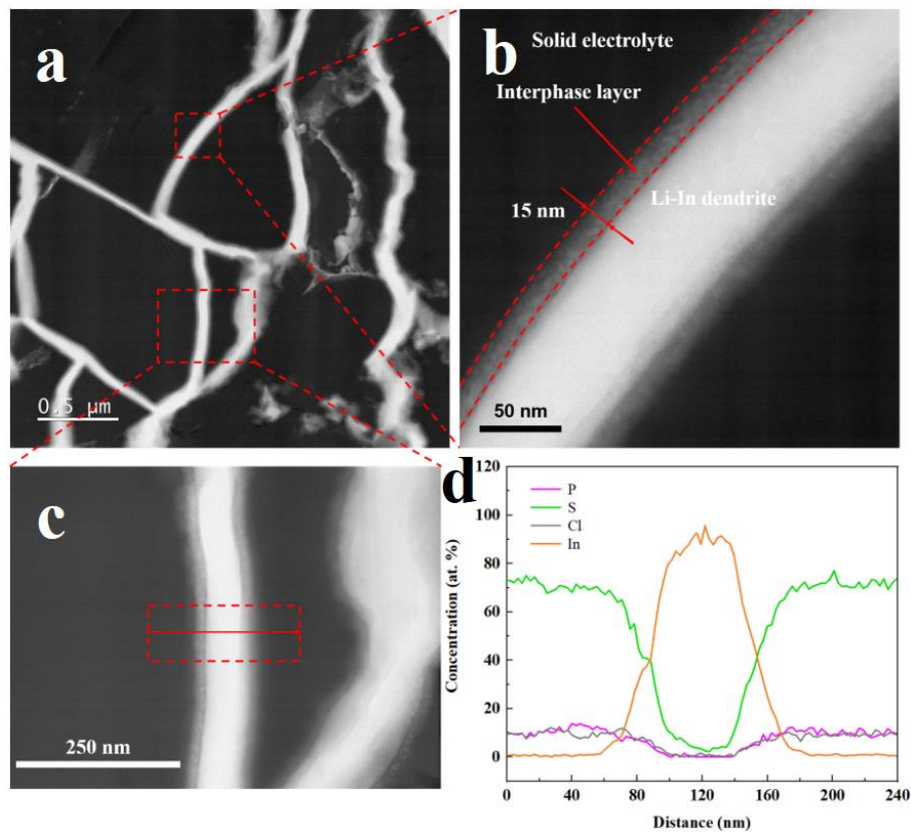 a
0.5 μm
b
Solid electrolyte
Interphase layer
15 nm
Li-In dendrite
50 nm
c
250 nm
d
P
S
Cl
In
Concentration (at. %)
120
100
80
60
40
20
0
0 40 80 120 160 200 240
Distance (nm)